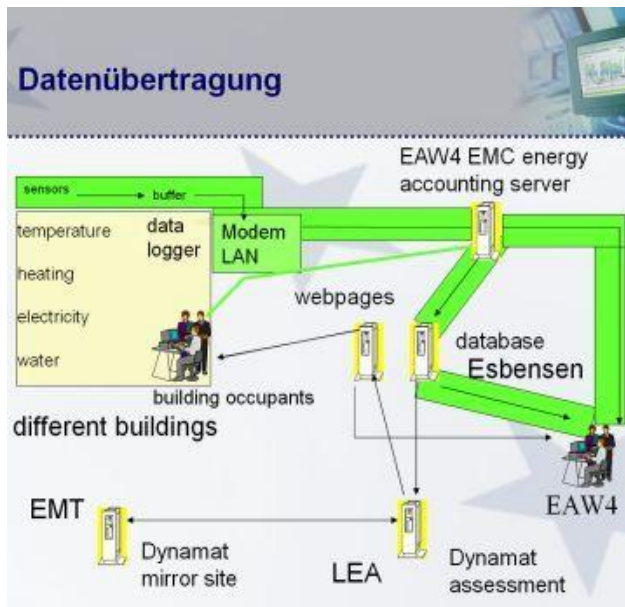 Datenübertragung
EAW4 EMC energy
accounting server
sensors
buffer
temperature
data
logger
Modem
LAN
heating
electricity
water
webpages
database
Esbensen
building occupants
different buildings
EAW4
EMT
Dynamat
mirror site
LEA
Dynamat
assessment